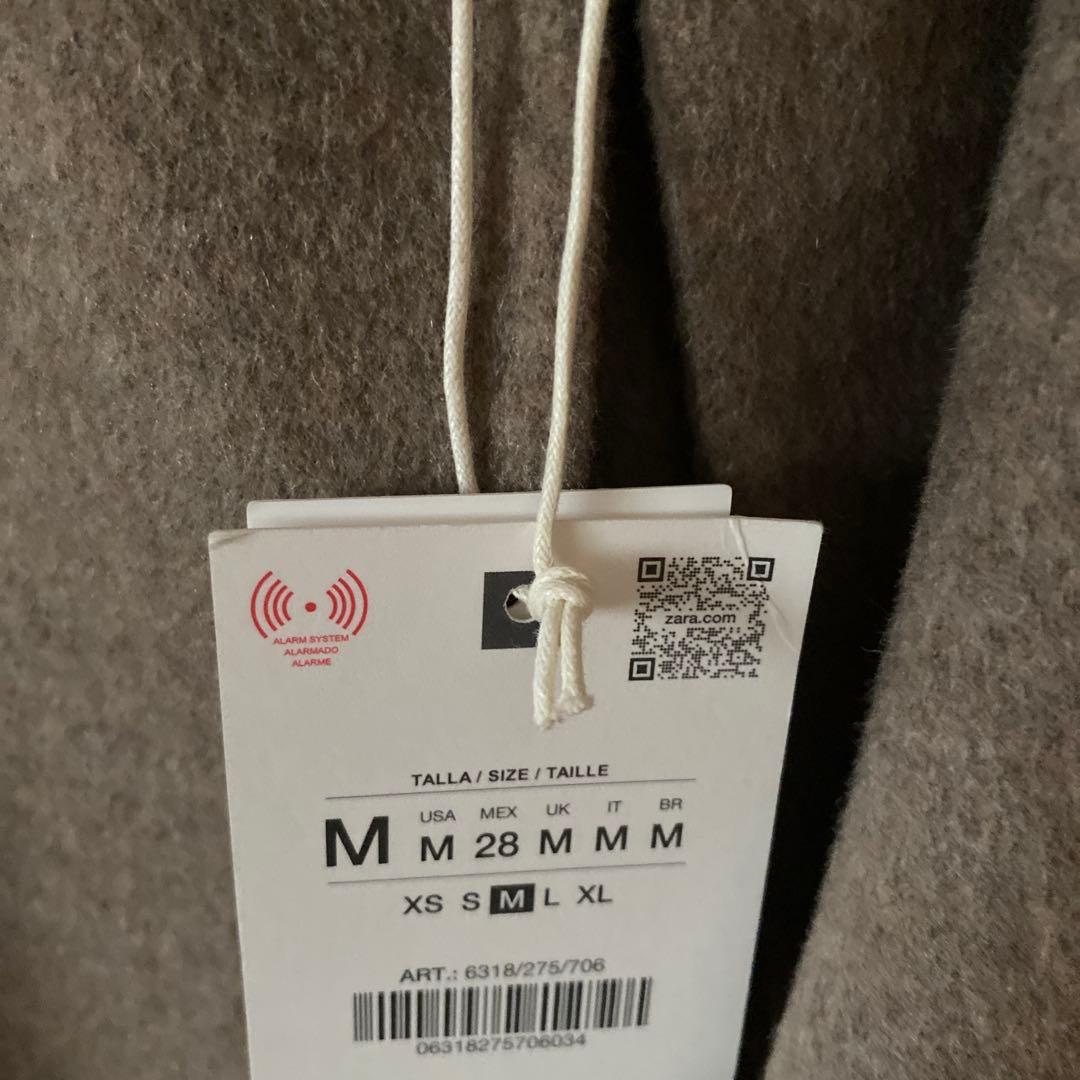 ALARM SYSTEM
ALARMADO
ALARME
zara.com
TALLA / SIZE / TAILLE
USA MEX UK IT BR
M M 28 M M M
XS S M L XL
ART.: 6318/275/706
06318275706034